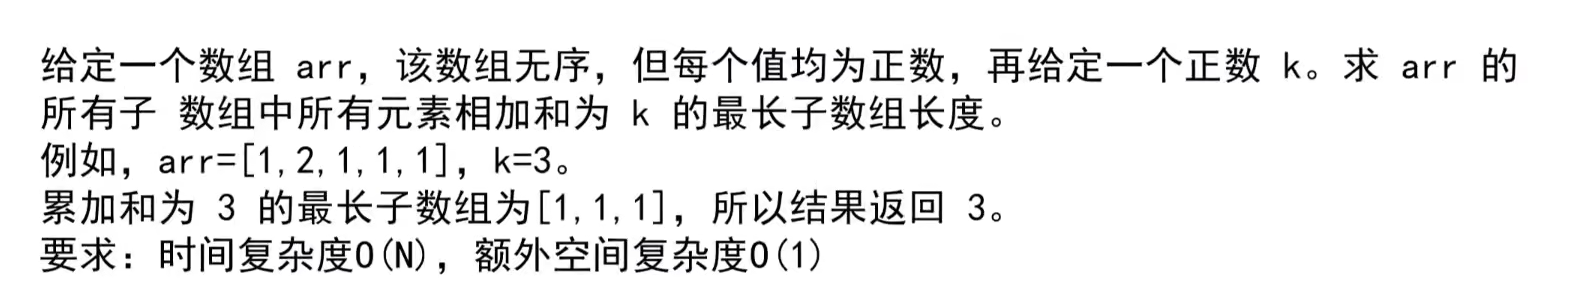 给定一个数组 arr，该数组无序，但每个值均为正数，再给定一个正数 k。求 arr 的
所有子 数组中所有元素相加和为 k 的最长子数组长度。
例如，arr=[1,2,1,1,1]，k=3。
累加和为 3 的最长子数组为[1,1,1]，所以结果返回 3。
要求：时间复杂度O(N)，额外空间复杂度O(1)